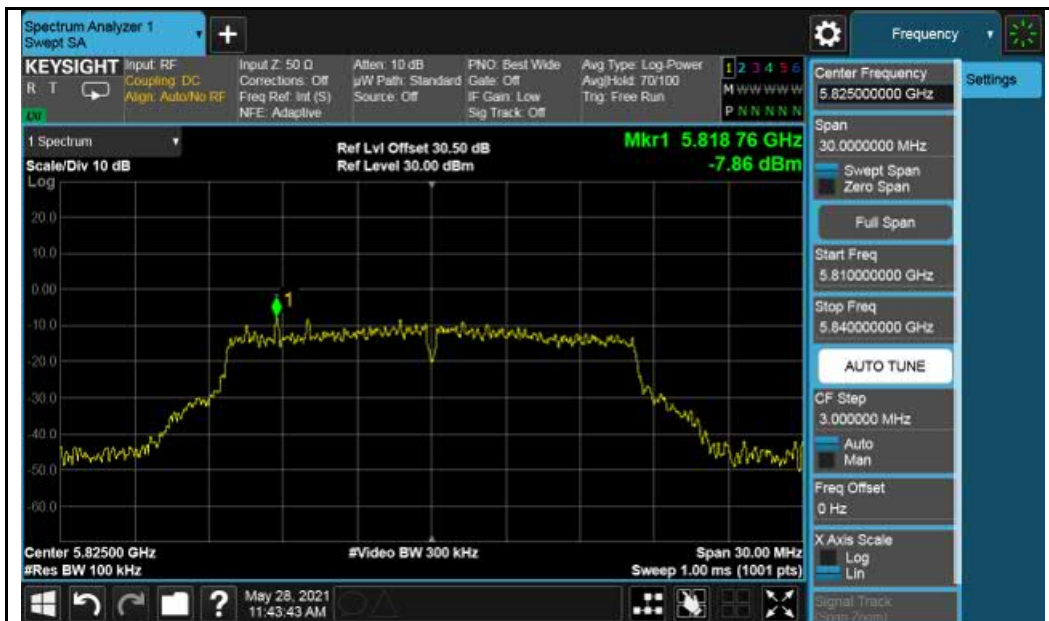 Spectrum Analyzer 1
Swept SA
+
Frequency
KEYSIGHT
R T
Input: RF
Coupling: DC
Align: Auto/No RF
Input Z: 50 Ω
Corrections: Off
Freq Ref: Int (S)
NFE: Adaptive
Atten: 10 dB
µW Path: Standard
Source: Off
PNO: Best Wide
Gate: Off
IF Gain: Low
Sig Track: Off
Avg Type: Log-Power
Avg|Hold: 70/100
Trig: Free Run
1 2 3 4 5 6
M W W W W W
P N N N N N
Center Frequency
5.825000000 GHz
Settings
1 Spectrum
Scale/Div 10 dB
Log
Ref Lvl Offset 30.50 dB
Ref Level 30.00 dBm
Mkr1 5.818 76 GHz
-7.86 dBm
Span
30.0000000 MHz
Swept Span
Zero Span
Full Span
Start Freq
5.810000000 GHz
Stop Freq
5.840000000 GHz
AUTO TUNE
CF Step
3.000000 MHz
Auto
Man
Freq Offset
0 Hz
X Axis Scale
Log
Lin
Signal Track
(Span Zoom)
20.0
10.0
0.00
1
-10.0
-20.0
-30.0
-40.0
-50.0
-60.0
Center 5.82500 GHz
#Video BW 300 kHz
Span 30.00 MHz
#Res BW 100 kHz
Sweep 1.00 ms (1001 pts)
?
May 28, 2021
11:43:43 AM